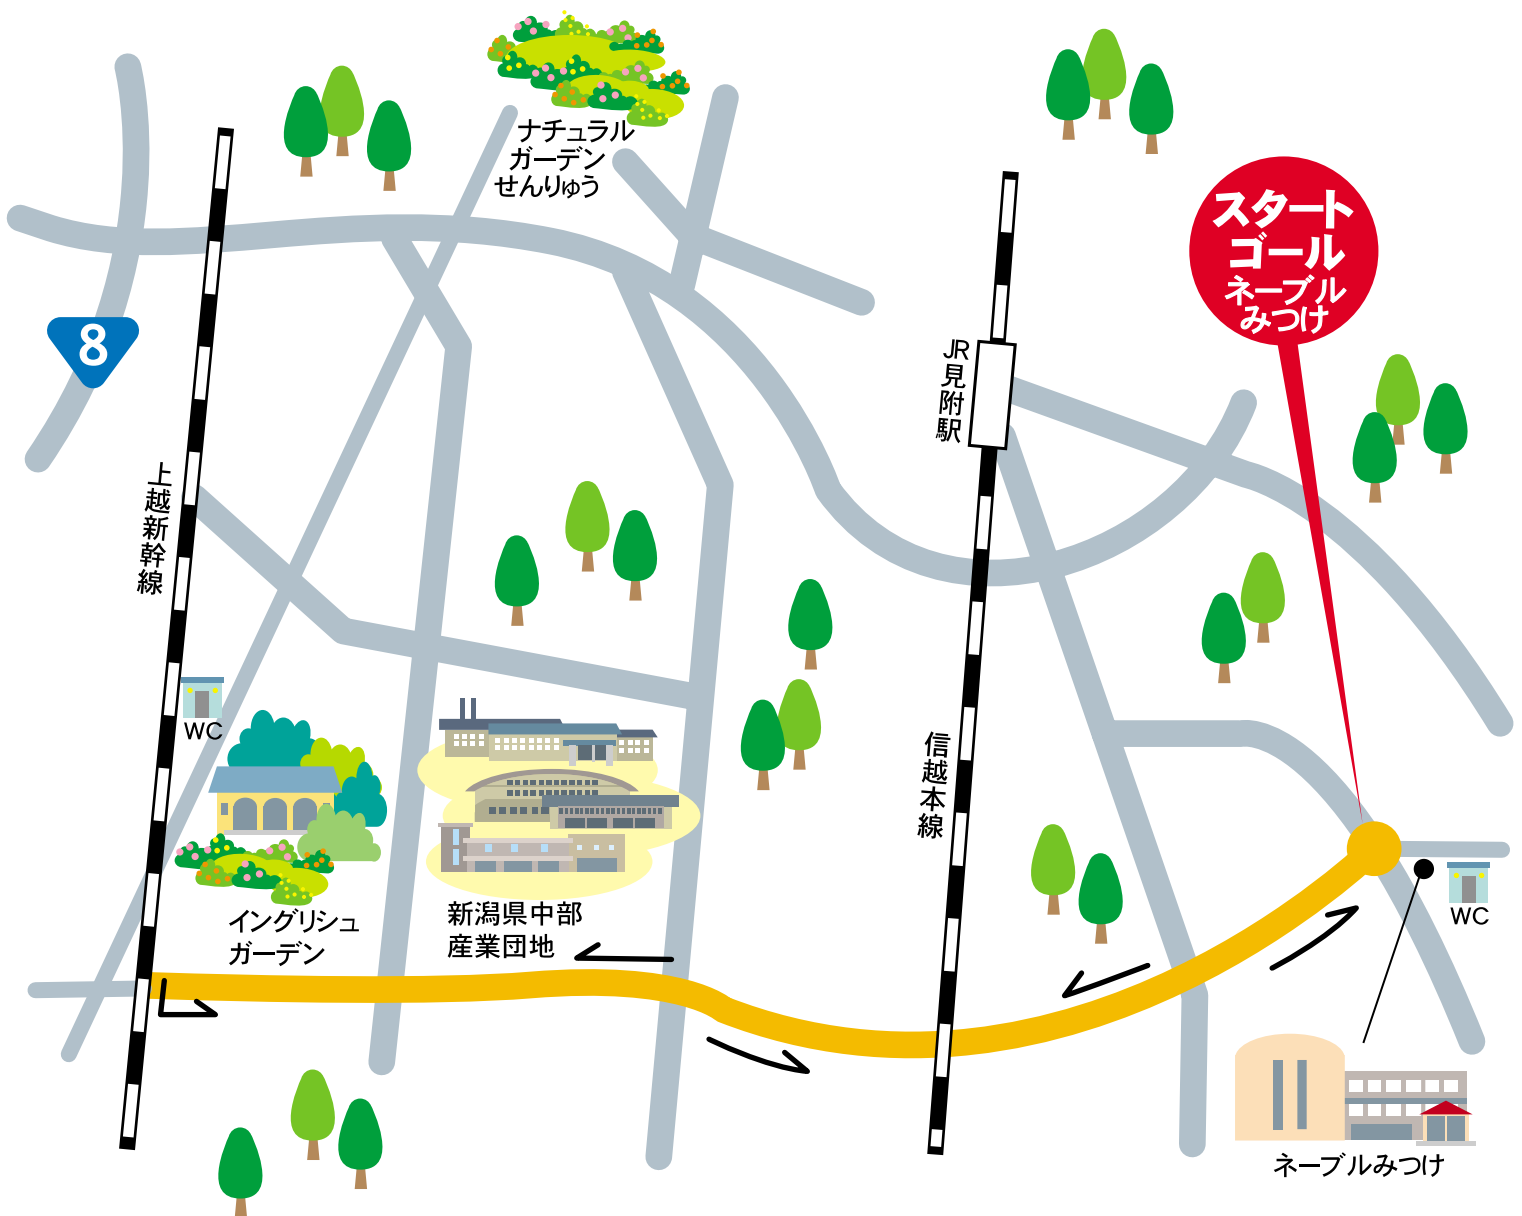 ナチュラル
ガーデン
せんりゅう
スタート
ゴール
ネーブル
みつけ
8
JR見附駅
上越新幹線
WC
信越本線
イングリシュ
ガーデン
新潟県中部
産業団地
WC
ネーブルみつけ